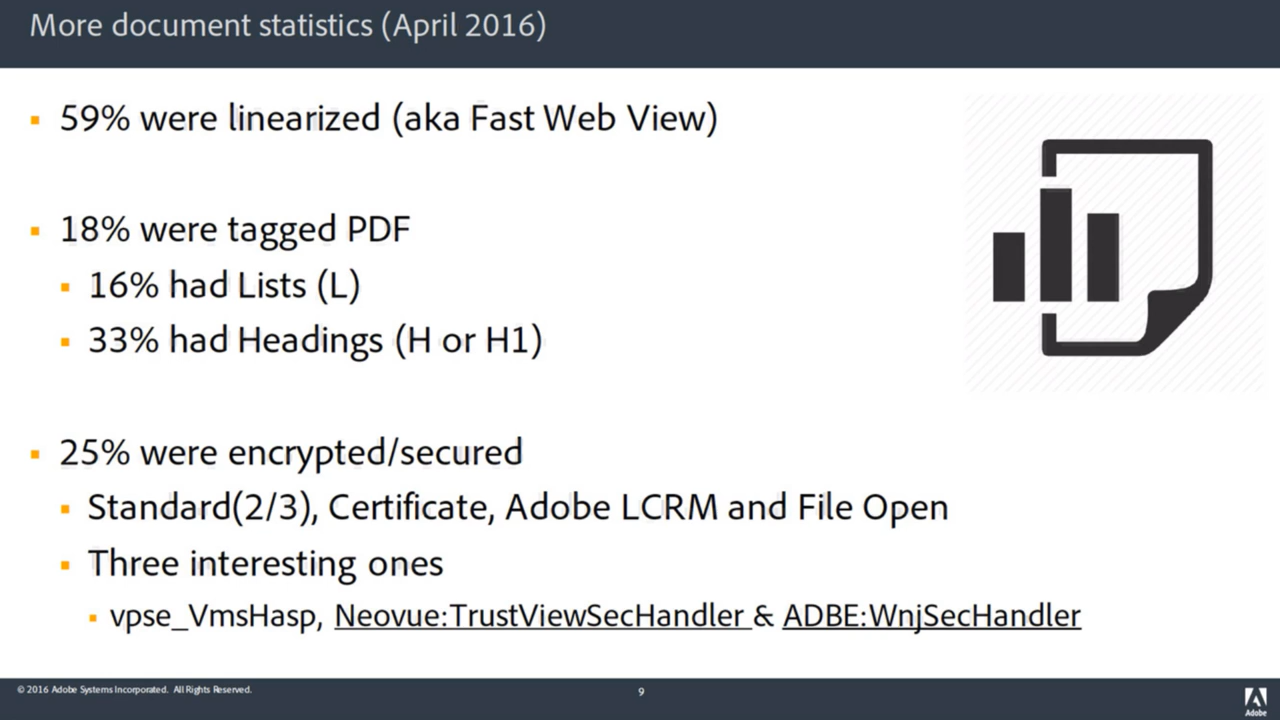 More document statistics (April 2016)
59% were linearized (aka Fast Web View)
18% were tagged PDF
16% had Lists (L)
33% had Headings (H or H1)
25% were encrypted/secured
Standard(2/3), Certificate, Adobe LCRM and File Open
Three interesting ones
vpse_VmsHasp, Neovue:TrustViewSecHandler & ADBE:WnjSecHandler
© 2016 Adobe Systems Incorporated. All Rights Reserved.
9
Adobe